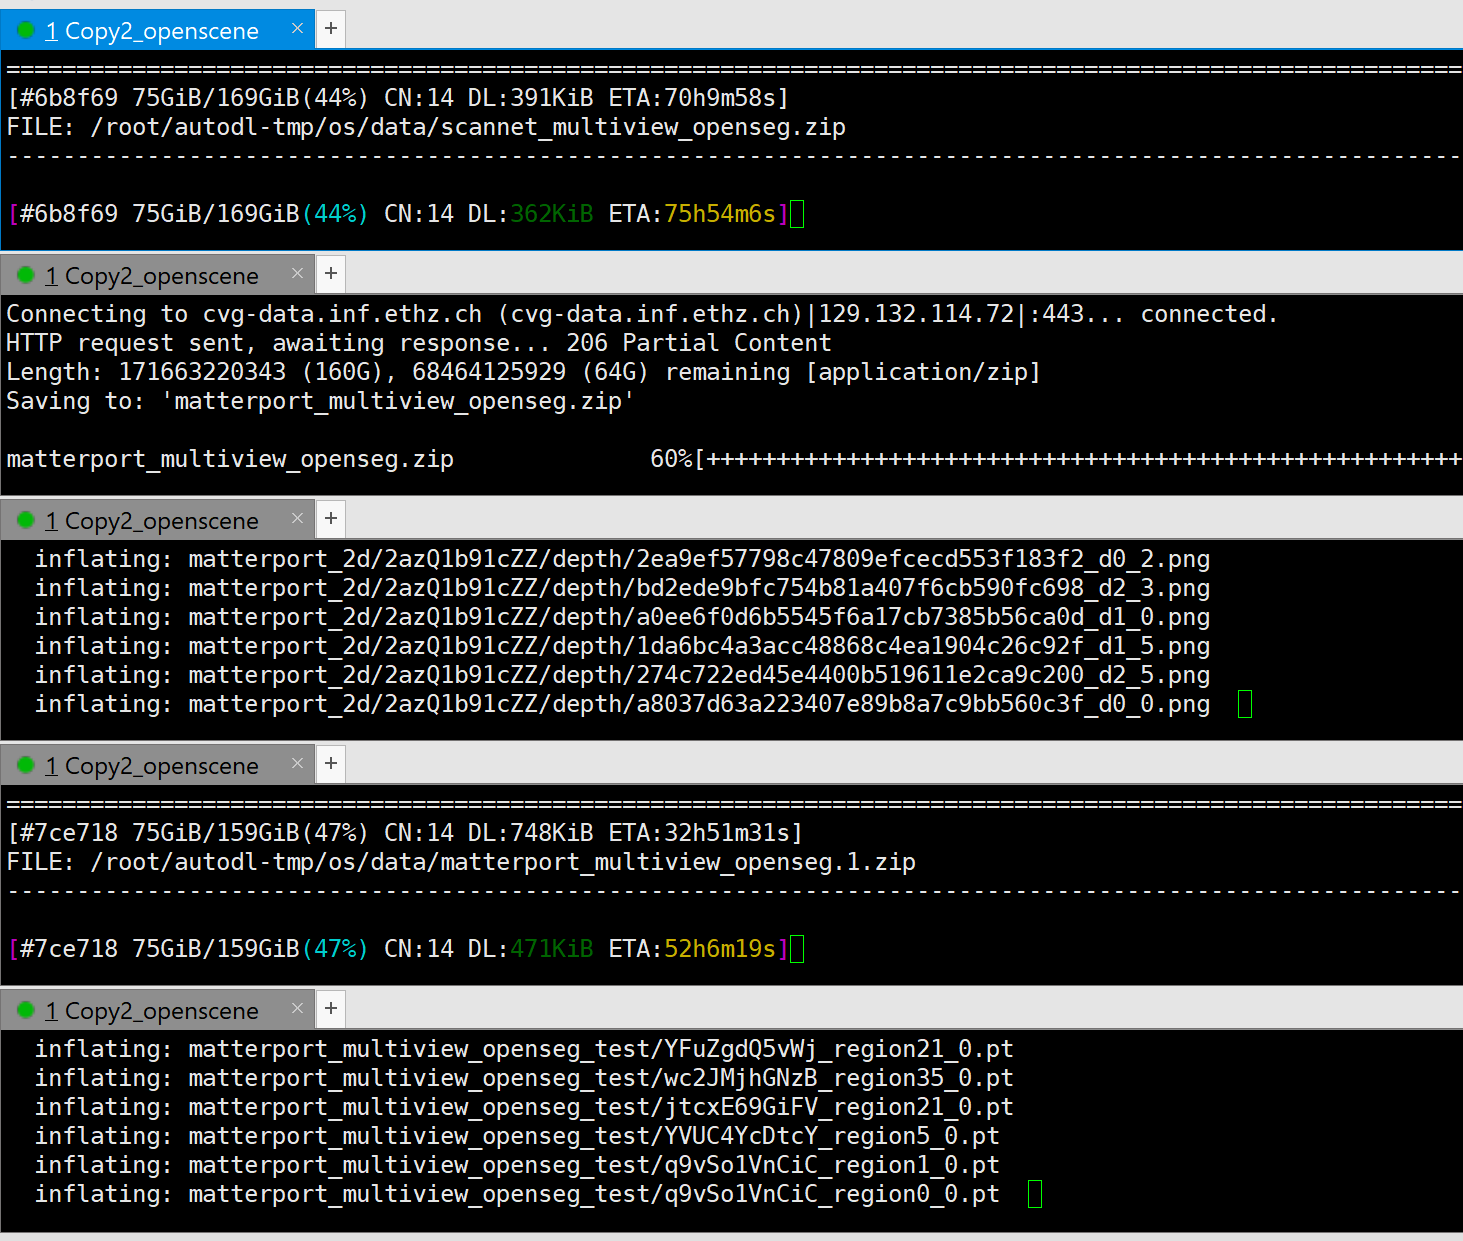 1 Copy2_openscene × +
==========================================================================================================
[#6b8f69 75GiB/169GiB(44%) CN:14 DL:391KiB ETA:70h9m58s]
FILE: /root/autodl-tmp/os/data/scannet_multiview_openseg.zip
----------------------------------------------------------------------------------------------------------
[#6b8f69 75GiB/169GiB(44%) CN:14 DL:362KiB ETA:75h54m6s]
1 Copy2_openscene × +
Connecting to cvg-data.inf.ethz.ch (cvg-data.inf.ethz.ch)|129.132.114.72|:443... connected.
HTTP request sent, awaiting response... 206 Partial Content
Length: 171663220343 (160G), 68464125929 (64G) remaining [application/zip]
Saving to: 'matterport_multiview_openseg.zip'
matterport_multiview_openseg.zip 60%[++++++++++++++++++++++++++++++++++++++++++++++++++++++
1 Copy2_openscene × +
inflating: matterport_2d/2azQ1b91cZZ/depth/2ea9ef57798c47809efcecd553f183f2_d0_2.png
inflating: matterport_2d/2azQ1b91cZZ/depth/bd2ede9bfc754b81a407f6cb590fc698_d2_3.png
inflating: matterport_2d/2azQ1b91cZZ/depth/a0ee6f0d6b5545f6a17cb7385b56ca0d_d1_0.png
inflating: matterport_2d/2azQ1b91cZZ/depth/1da6bc4a3acc48868c4ea1904c26c92f_d1_5.png
inflating: matterport_2d/2azQ1b91cZZ/depth/274c722ed45e4400b519611e2ca9c200_d2_5.png
inflating: matterport_2d/2azQ1b91cZZ/depth/a8037d63a223407e89b8a7c9bb560c3f_d0_0.png
1 Copy2_openscene × +
==========================================================================================================
[#7ce718 75GiB/159GiB(47%) CN:14 DL:748KiB ETA:32h51m31s]
FILE: /root/autodl-tmp/os/data/matterport_multiview_openseg.1.zip
----------------------------------------------------------------------------------------------------------
[#7ce718 75GiB/159GiB(47%) CN:14 DL:471KiB ETA:52h6m19s]
1 Copy2_openscene × +
inflating: matterport_multiview_openseg_test/YFuZgdQ5vWj_region21_0.pt
inflating: matterport_multiview_openseg_test/wc2JMjhGNzB_region35_0.pt
inflating: matterport_multiview_openseg_test/jtcxE69GiFV_region21_0.pt
inflating: matterport_multiview_openseg_test/YVUC4YcDtcY_region5_0.pt
inflating: matterport_multiview_openseg_test/q9vSo1VnCiC_region1_0.pt
inflating: matterport_multiview_openseg_test/q9vSo1VnCiC_region0_0.pt